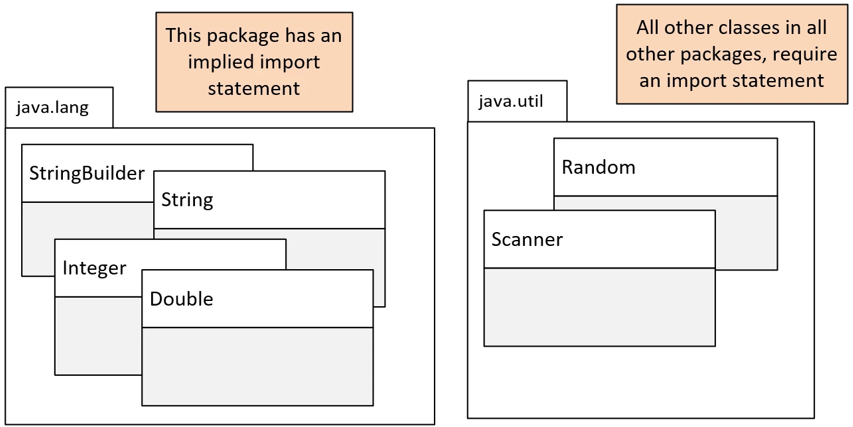 This package has an
implied import
statement
All other classes in all
other packages, require
an import statement
java.lang
StringBuilder
String
Integer
Double
java.util
Random
Scanner